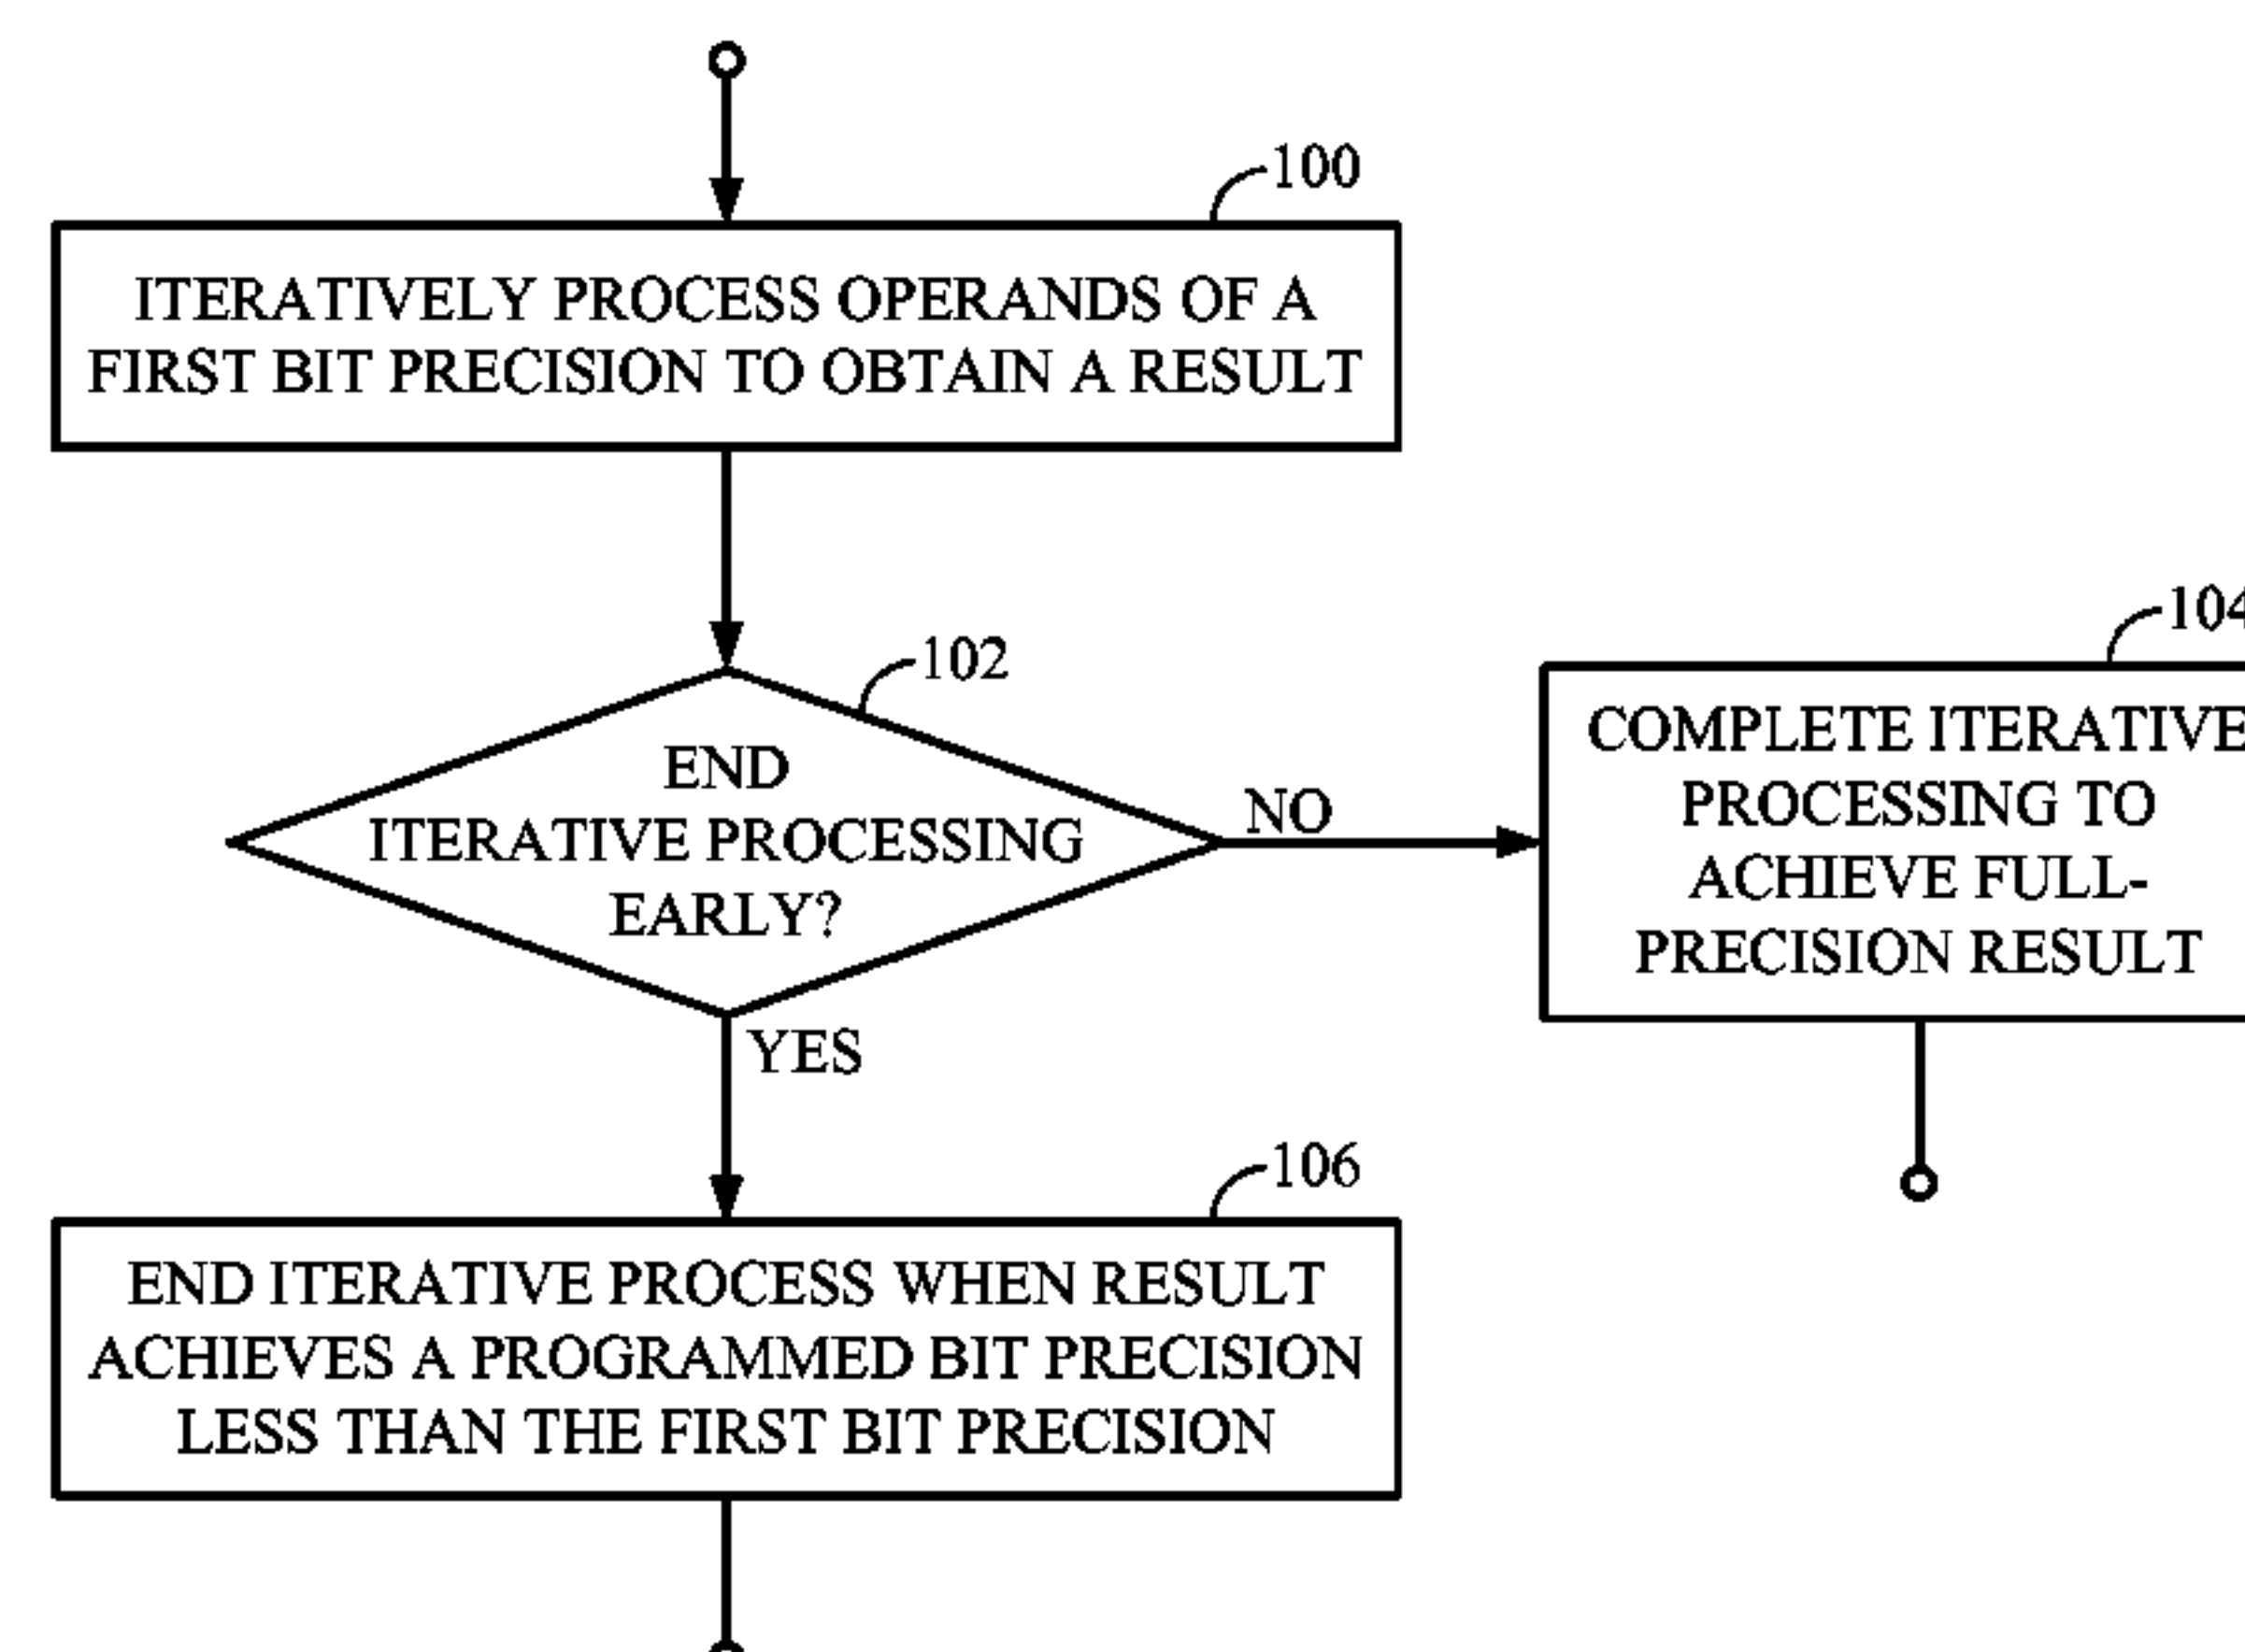 100
ITERATIVELY PROCESS OPERANDS OF A
FIRST BIT PRECISION TO OBTAIN A RESULT
102
END
ITERATIVE PROCESSING
EARLY?
NO
104
COMPLETE ITERATIVE
PROCESSING TO
ACHIEVE FULL-
PRECISION RESULT
YES
106
END ITERATIVE PROCESS WHEN RESULT
ACHIEVES A PROGRAMMED BIT PRECISION
LESS THAN THE FIRST BIT PRECISION